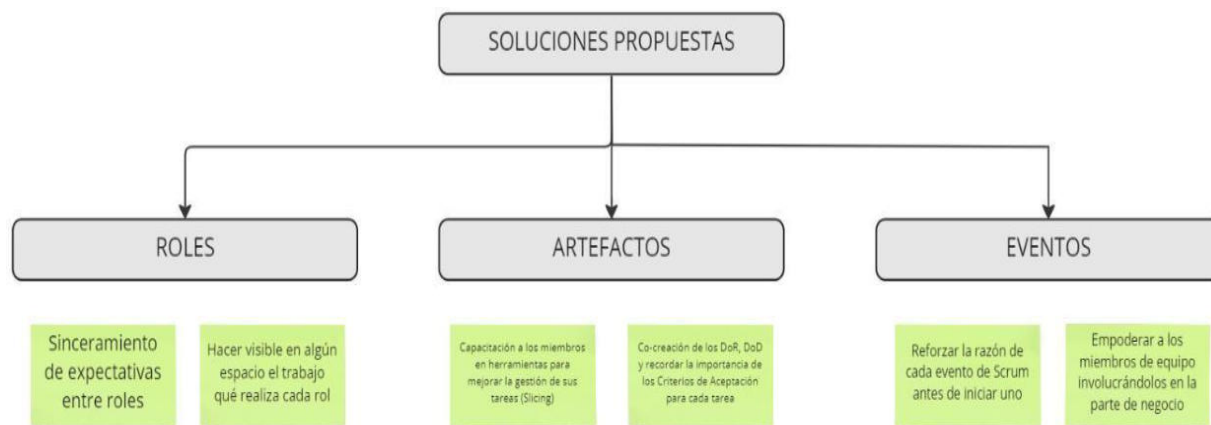 SOLUCIONES PROPUESTAS
ROLES
ARTEFACTOS
EVENTOS
Sinceramiento
de expectativas
entre roles
Hacer visible en algún
espacio el trabajo
qué realiza cada rol
Capacitación a los miembros
en herramientas para
mejorar la gestión de sus
tareas (Slicing)
Co-creación de los DoR, DoD
y recordar la importancia de
los Criterios de Aceptación
para cada tarea
Reforzar la razón de
cada evento de Scrum
antes de iniciar uno
Empoderar a los
miembros de equipo
involucrándolos en la
parte de negocio